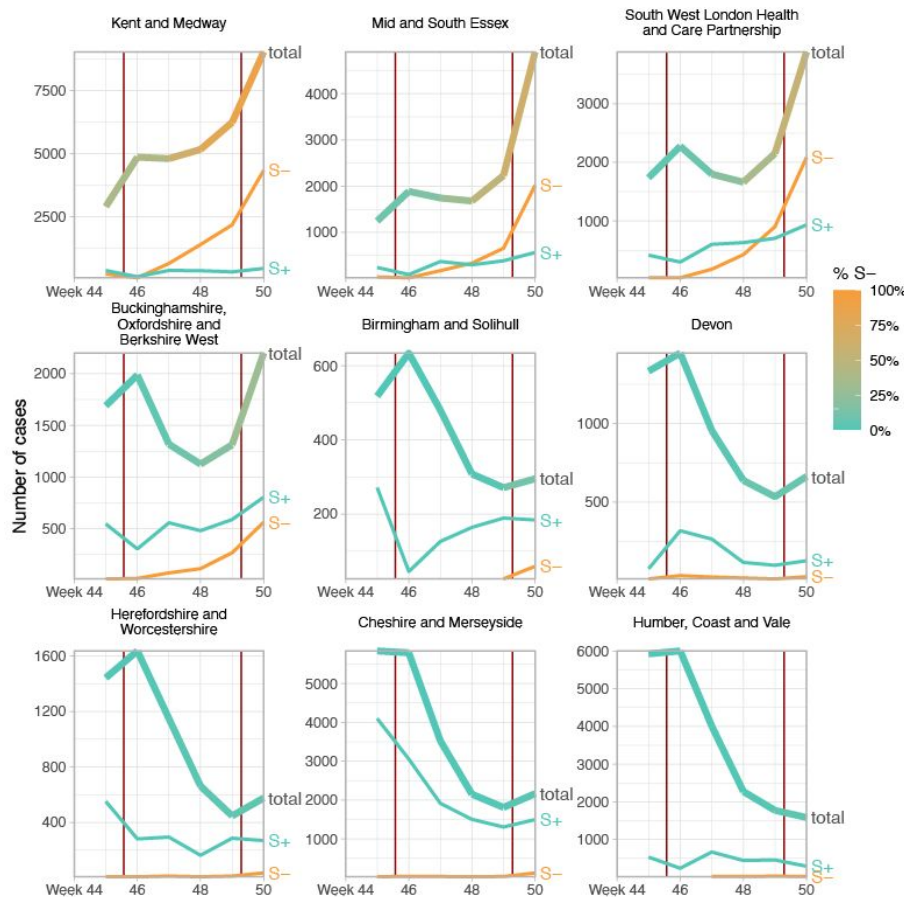 Kent and Medway
7500
5000
2500
Week 44
46
48
50
total
S−
S+
Mid and South Essex
4000
3000
2000
1000
Week 44
46
48
50
total
S−
S+
South West London Health
and Care Partnership
3000
2000
1000
Week 44
46
48
50
total
S−
S+
Buckinghamshire,
Oxfordshire and
Berkshire West
2000
1500
1000
500
Week 44
46
48
50
total
S+
S−
Birmingham and Solihull
600
400
200
Week 44
46
48
50
total
S+
S−
Devon
1000
500
Week 44
46
48
50
total
S+
S−
Herefordshire and
Worcestershire
1600
1200
800
400
Week 44
46
48
50
total
S+
S−
Cheshire and Merseyside
5000
4000
3000
2000
1000
Week 44
46
48
50
total
S+
S−
Humber, Coast and Vale
6000
5000
4000
3000
2000
1000
Week 44
46
48
50
total
S+
S−
Number of cases
% S−
100%
75%
50%
25%
0%